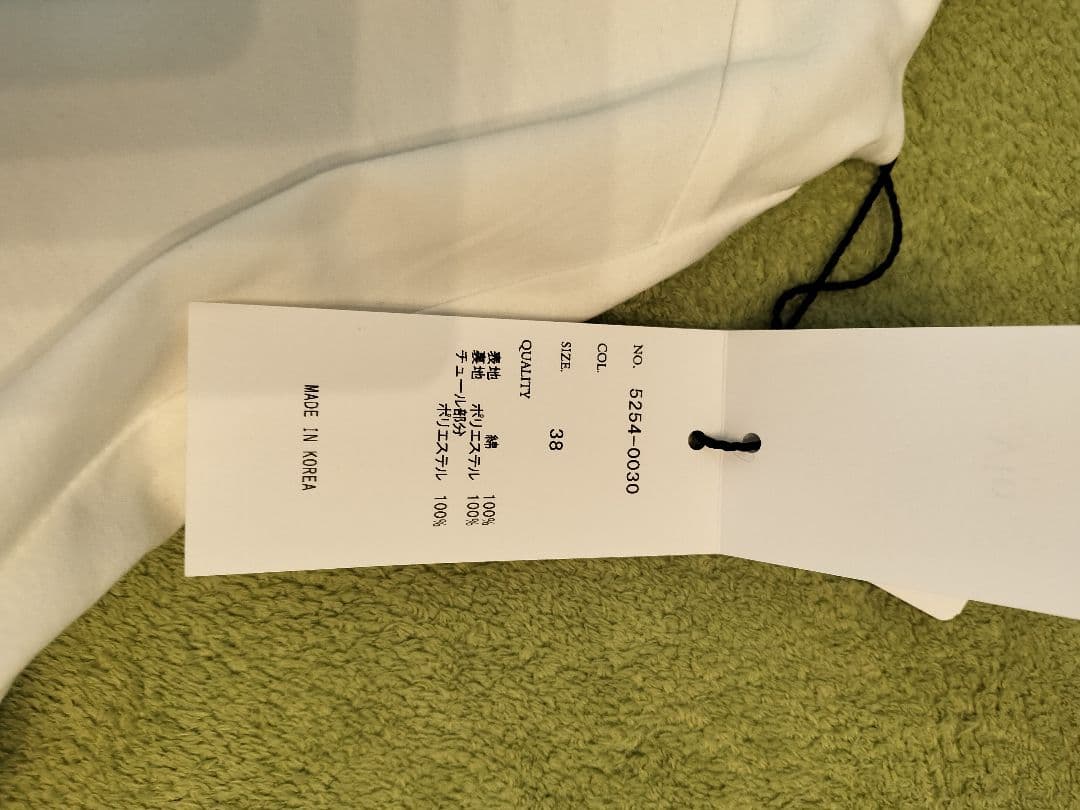 NO. 5254-0030
COL.
SIZE. 38
QUALITY
表地 綿 100%
裏地 ポリエステル 100%
チュール部分
ポリエステル 100%
MADE IN KOREA